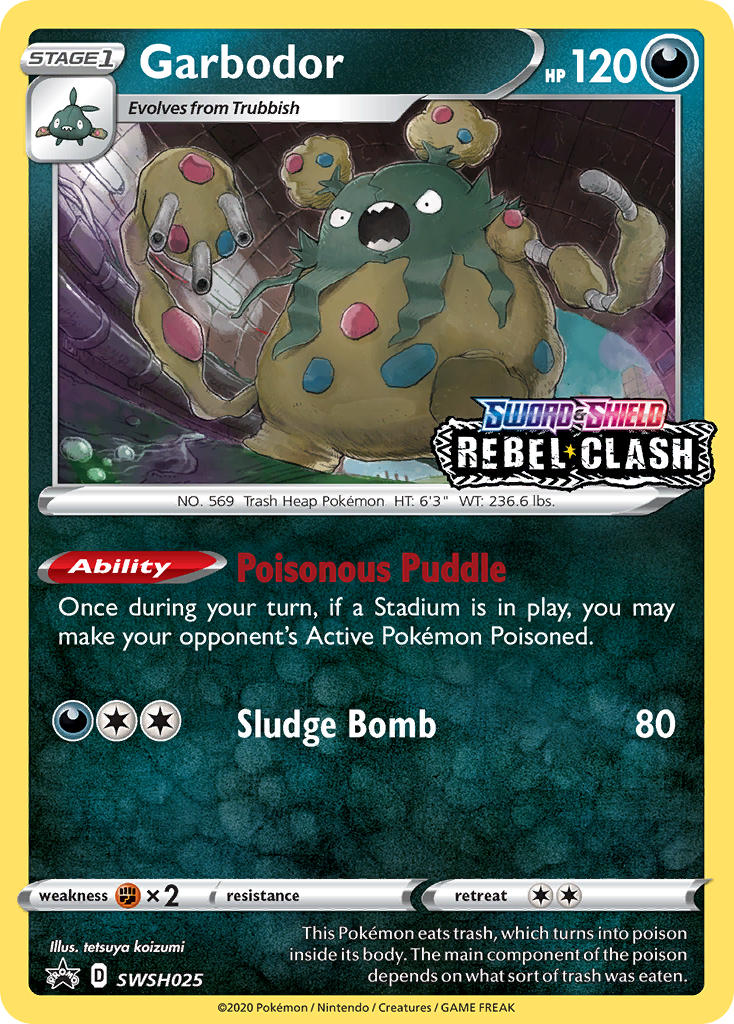 STAGE1
Garbodor
HP 120
Evolves from Trubbish
SWORD & SHIELD
REBEL CLASH
NO. 569 Trash Heap Pokémon HT: 6'3" WT: 236.6 lbs.
Ability Poisonous Puddle
Once during your turn, if a Stadium is in play, you may
make your opponent's Active Pokémon Poisoned.
Sludge Bomb 80
weakness ×2 resistance retreat
Illus. tetsuya koizumi
This Pokémon eats trash, which turns into poison
inside its body. The main component of the poison
depends on what sort of trash was eaten.
PROMO D SWSH025
©2020 Pokémon / Nintendo / Creatures / GAME FREAK